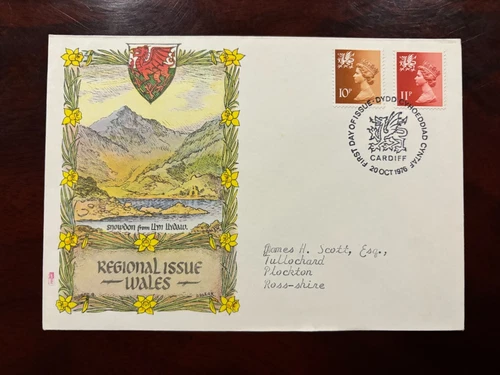 Snowdon from Llyn Llydaw
REGIONAL ISSUE
WALES
10P
11P
FIRST DAY OF ISSUE · DYDD CYHOEDDIAD CYNTAF
CARDIFF
20 OCT 1976
James H. Scott, Esq.,
Tullochard
Plockton
Ross-shire